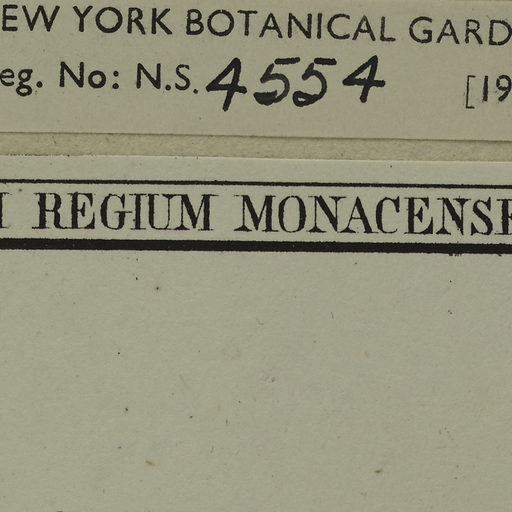 EW YORK BOTANICAL GARD
eg. No: N.S. 4554 [19
I REGIUM MONACENSE